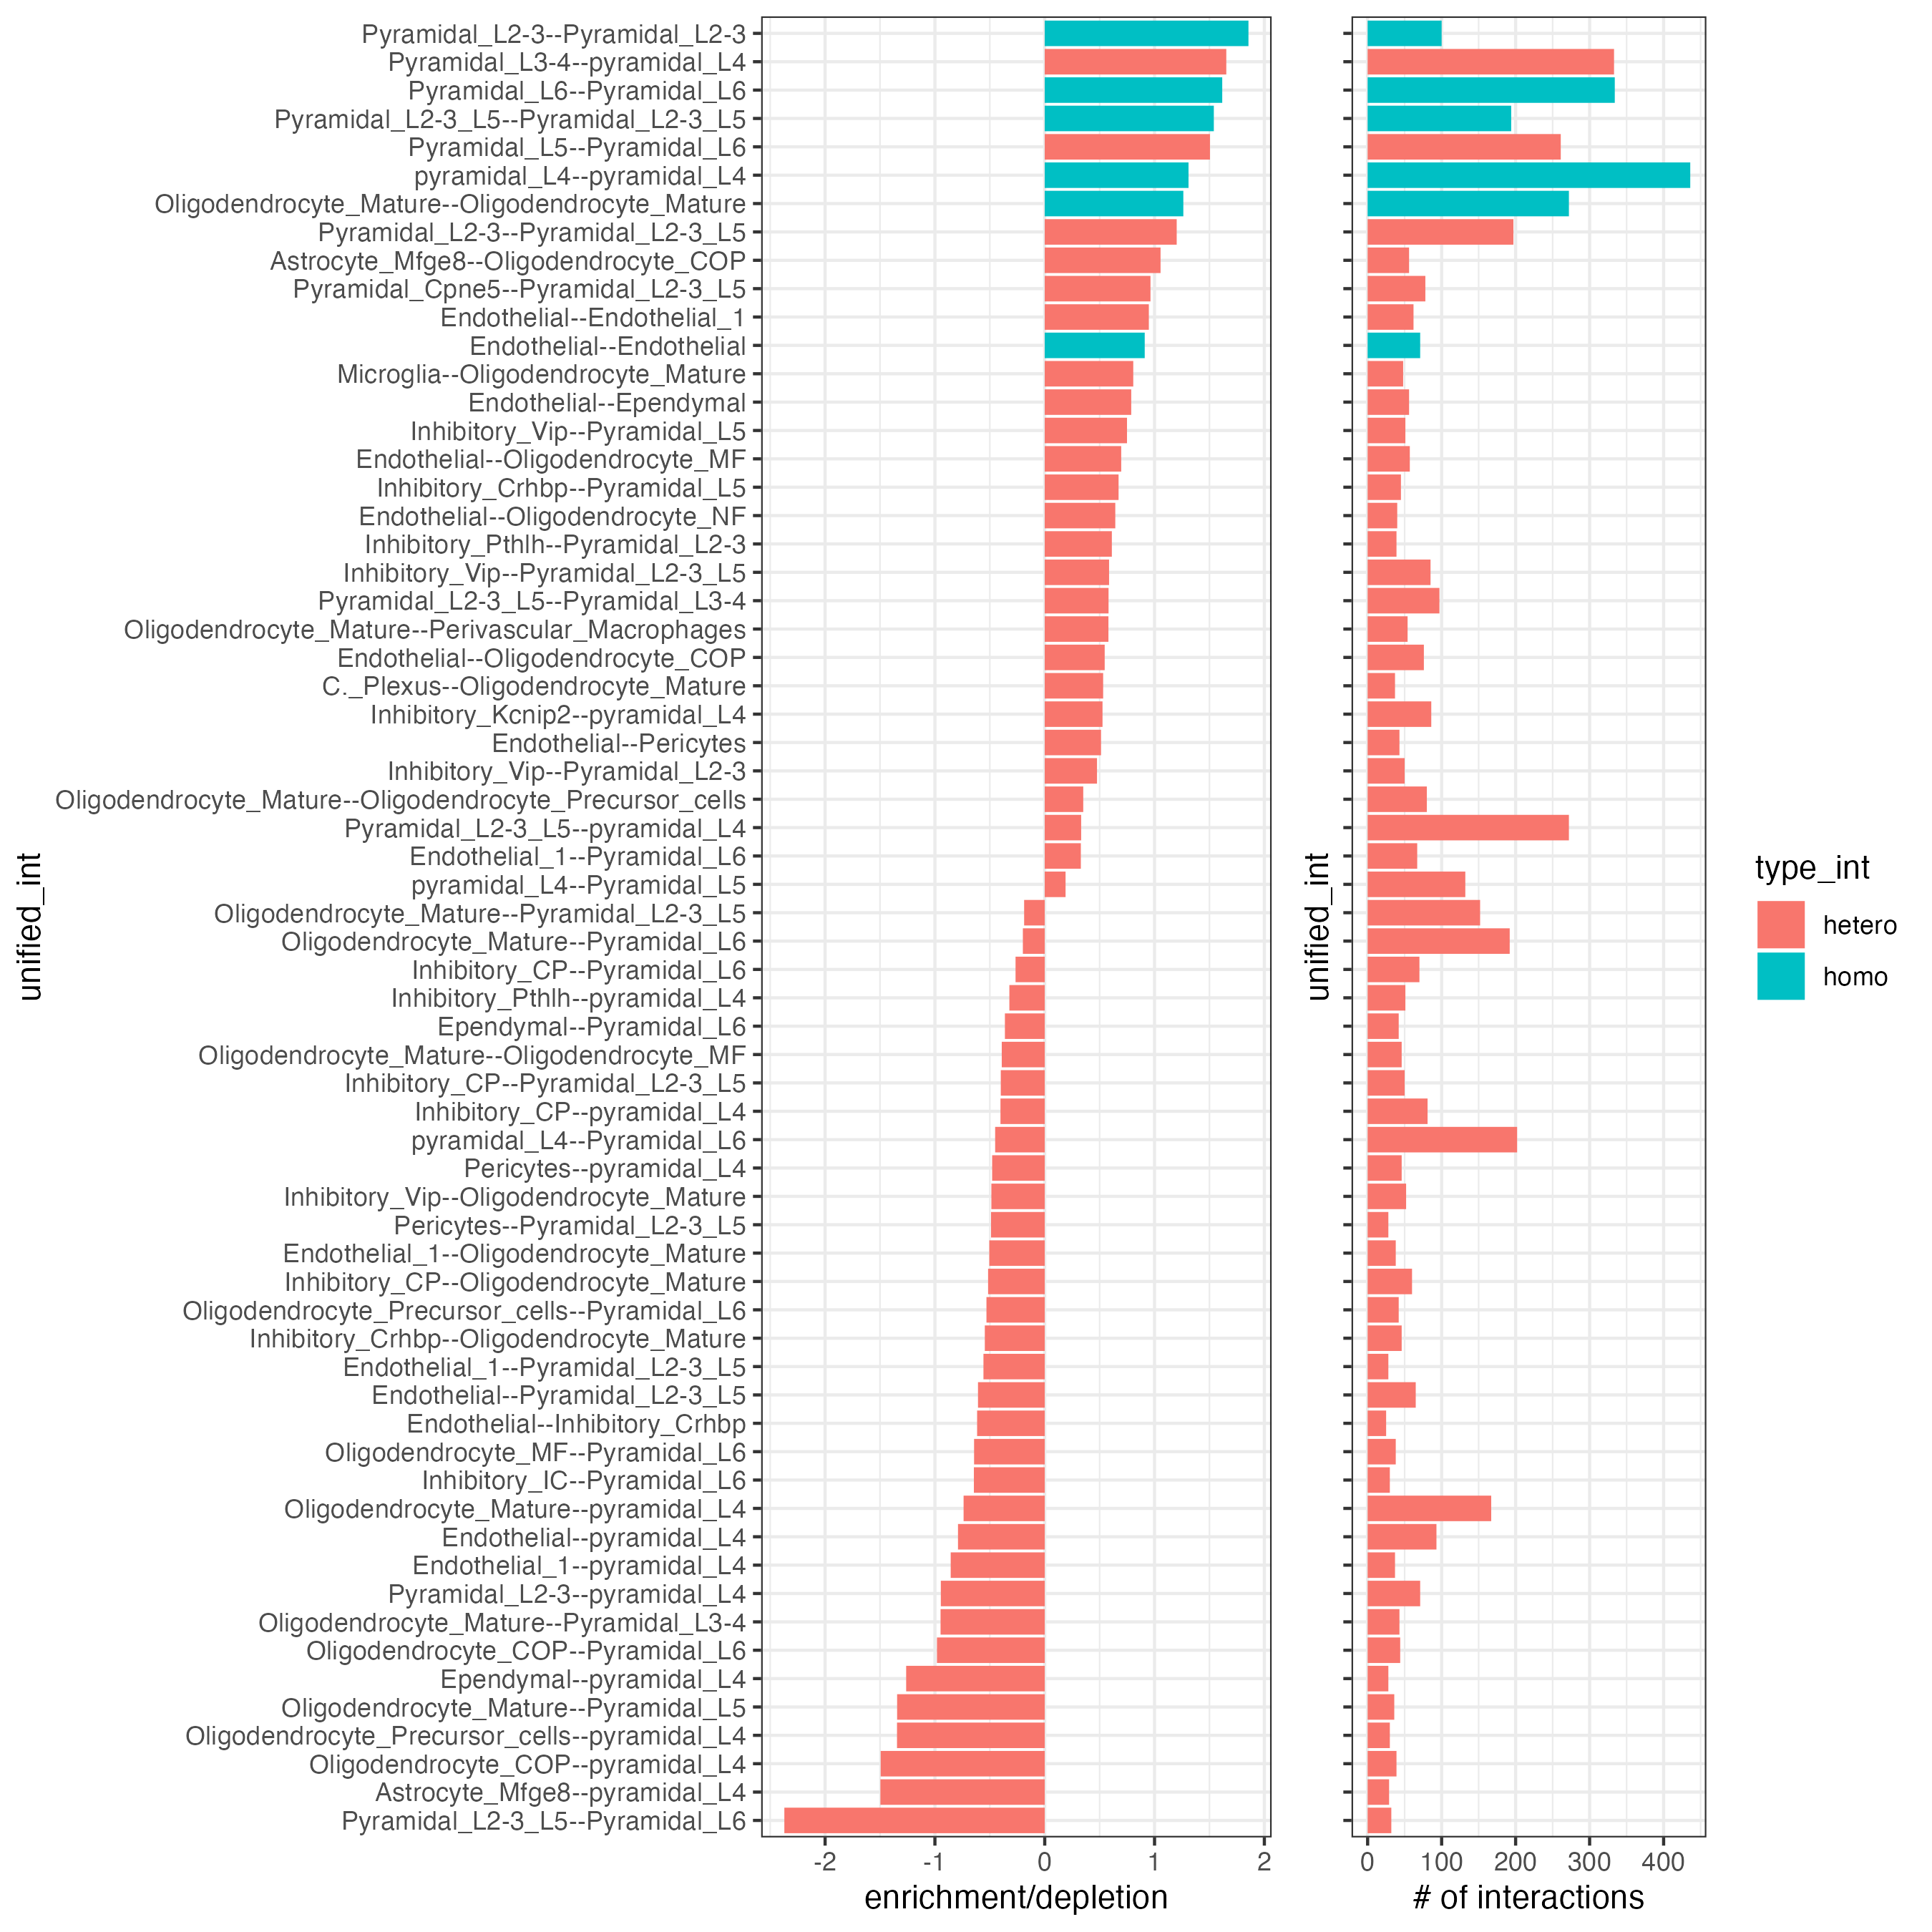 Pyramidal_L2-3--Pyramidal_L2-3
Pyramidal_L3-4--pyramidal_L4
Pyramidal_L6--Pyramidal_L6
Pyramidal_L2-3_L5--Pyramidal_L2-3_L5
Pyramidal_L5--Pyramidal_L6
pyramidal_L4--pyramidal_L4
Oligodendrocyte_Mature--Oligodendrocyte_Mature
Pyramidal_L2-3--Pyramidal_L2-3_L5
Astrocyte_Mfge8--Oligodendrocyte_COP
Pyramidal_Cpne5--Pyramidal_L2-3_L5
Endothelial--Endothelial_1
Endothelial--Endothelial
Microglia--Oligodendrocyte_Mature
Endothelial--Ependymal
Inhibitory_Vip--Pyramidal_L5
Endothelial--Oligodendrocyte_MF
Inhibitory_Crhbp--Pyramidal_L5
Endothelial--Oligodendrocyte_NF
Inhibitory_Pthlh--Pyramidal_L2-3
Inhibitory_Vip--Pyramidal_L2-3_L5
Pyramidal_L2-3_L5--Pyramidal_L3-4
Oligodendrocyte_Mature--Perivascular_Macrophages
Endothelial--Oligodendrocyte_COP
C._Plexus--Oligodendrocyte_Mature
Inhibitory_Kcnip2--pyramidal_L4
Endothelial--Pericytes
Inhibitory_Vip--Pyramidal_L2-3
Oligodendrocyte_Mature--Oligodendrocyte_Precursor_cells
Pyramidal_L2-3_L5--pyramidal_L4
Endothelial_1--Pyramidal_L6
pyramidal_L4--Pyramidal_L5
Oligodendrocyte_Mature--Pyramidal_L2-3_L5
Oligodendrocyte_Mature--Pyramidal_L6
Inhibitory_CP--Pyramidal_L6
Inhibitory_Pthlh--pyramidal_L4
Ependymal--Pyramidal_L6
Oligodendrocyte_Mature--Oligodendrocyte_MF
Inhibitory_CP--Pyramidal_L2-3_L5
Inhibitory_CP--pyramidal_L4
pyramidal_L4--Pyramidal_L6
Pericytes--pyramidal_L4
Inhibitory_Vip--Oligodendrocyte_Mature
Pericytes--Pyramidal_L2-3_L5
Endothelial_1--Oligodendrocyte_Mature
Inhibitory_CP--Oligodendrocyte_Mature
Oligodendrocyte_Precursor_cells--Pyramidal_L6
Inhibitory_Crhbp--Oligodendrocyte_Mature
Endothelial_1--Pyramidal_L2-3_L5
Endothelial--Pyramidal_L2-3_L5
Endothelial--Inhibitory_Crhbp
Oligodendrocyte_MF--Pyramidal_L6
Inhibitory_IC--Pyramidal_L6
Oligodendrocyte_Mature--pyramidal_L4
Endothelial--pyramidal_L4
Endothelial_1--pyramidal_L4
Pyramidal_L2-3--pyramidal_L4
Oligodendrocyte_Mature--Pyramidal_L3-4
Oligodendrocyte_COP--Pyramidal_L6
Ependymal--pyramidal_L4
Oligodendrocyte_Mature--Pyramidal_L5
Oligodendrocyte_Precursor_cells--pyramidal_L4
Oligodendrocyte_COP--pyramidal_L4
Astrocyte_Mfge8--pyramidal_L4
Pyramidal_L2-3_L5--Pyramidal_L6
unified_int
-2 -1 0 1 2
enrichment/depletion
unified_int
0 100 200 300 400
# of interactions
type_int
hetero
homo